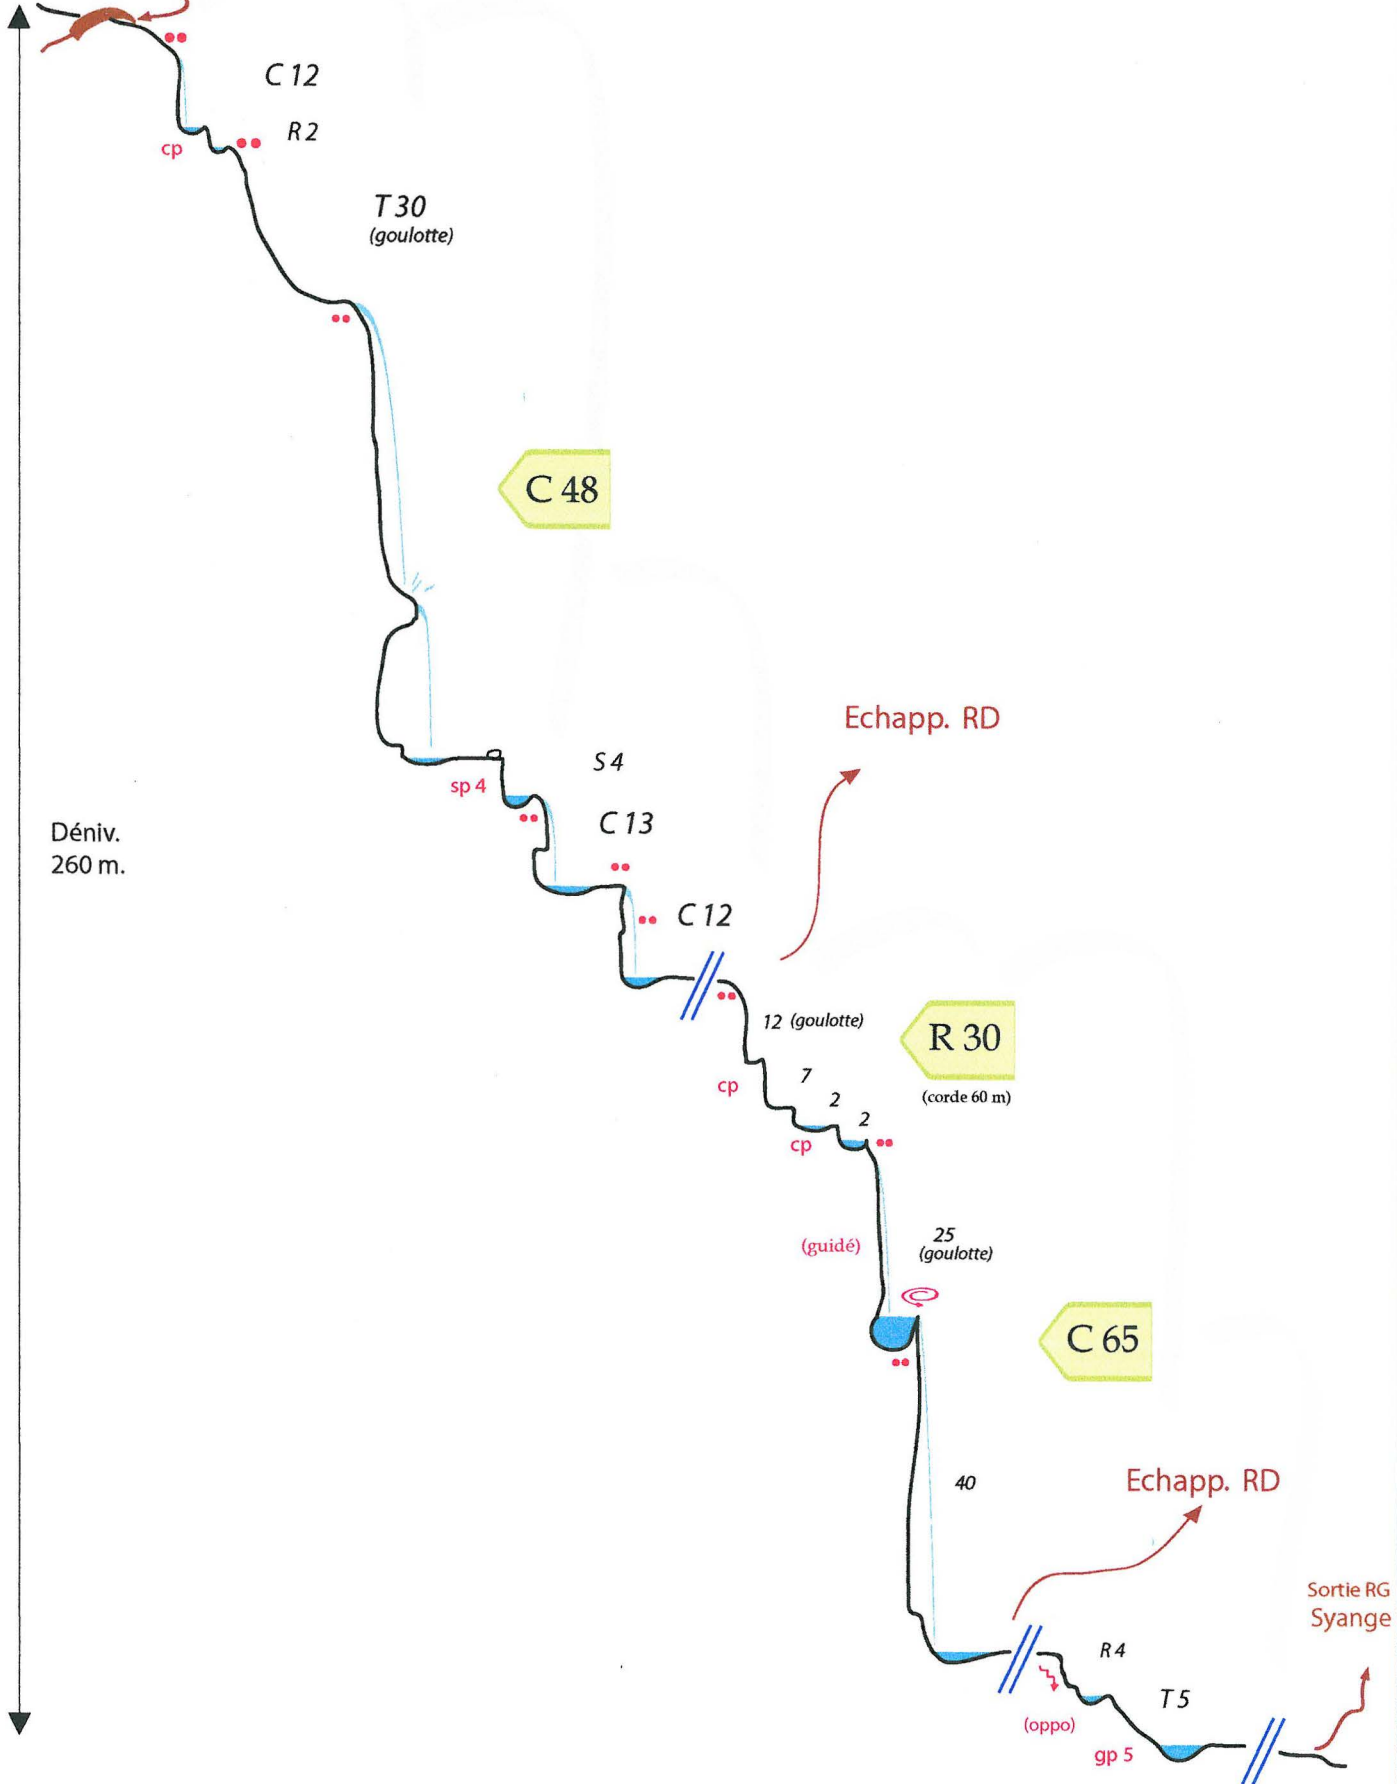 C 12
R 2
cp
T 30
(goulotte)
C 48
Echapp. RD
S 4
sp 4
C 13
Déniv.
260 m.
C 12
12 (goulotte)
R 30
7
cp
(corde 60 m)
2
2
cp
25
(guidé)
(goulotte)
C 65
40
Echapp. RD
Sortie RG
Syange
R 4
T 5
(oppo)
gp 5